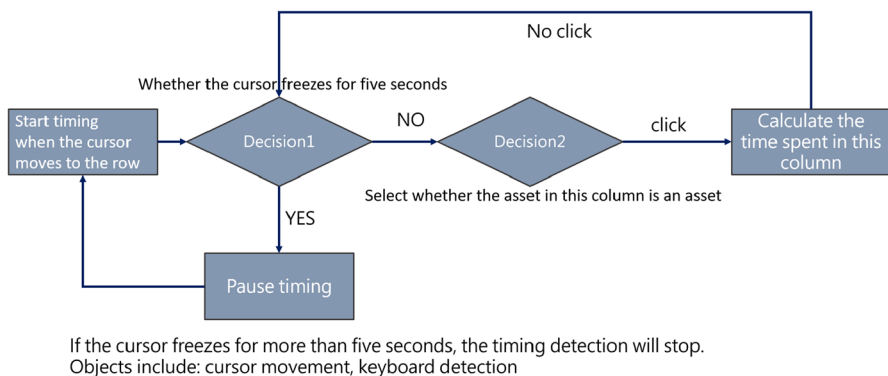 No click
Whether the cursor freezes for five seconds
Start timing
when the cursor
moves to the row
Decision1
NO
Decision2
click
Calculate the
time spent in this
column
Select whether the asset in this column is an asset
YES
Pause timing
If the cursor freezes for more than five seconds, the timing detection will stop.
Objects include: cursor movement, keyboard detection